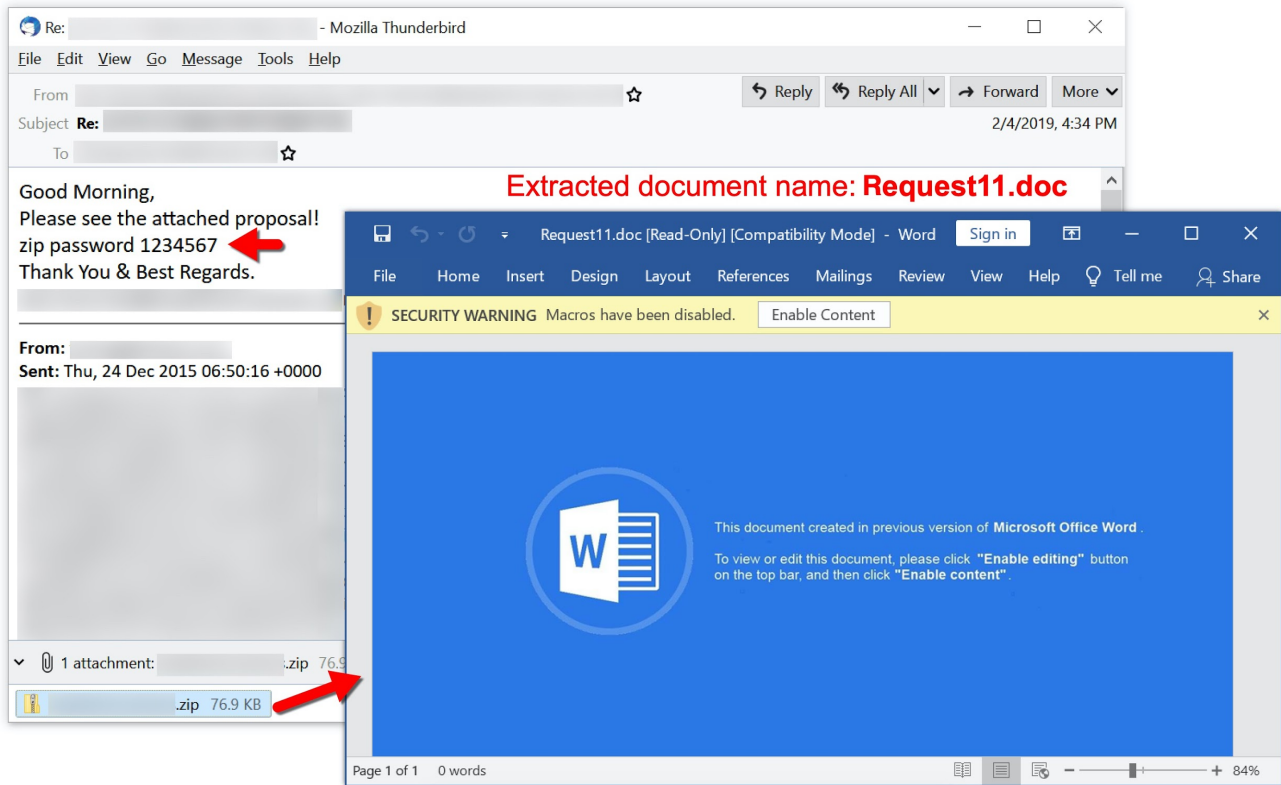 Re: - Mozilla Thunderbird
File Edit View Go Message Tools Help
From
Reply Reply All Forward More
Subject Re:
2/4/2019, 4:34 PM
To
Good Morning,
Please see the attached proposal!
zip password 1234567
Thank You & Best Regards.
From:
Sent: Thu, 24 Dec 2015 06:50:16 +0000
1 attachment: .zip 76.9
.zip 76.9 KB
Extracted document name: Request11.doc
Request11.doc [Read-Only] [Compatibility Mode] - Word Sign in
File Home Insert Design Layout References Mailings Review View Help Tell me Share
SECURITY WARNING Macros have been disabled. Enable Content
W
This document created in previous version of Microsoft Office Word .
To view or edit this document, please click "Enable editing" button
on the top bar, and then click "Enable content" .
Page 1 of 1 0 words
84%